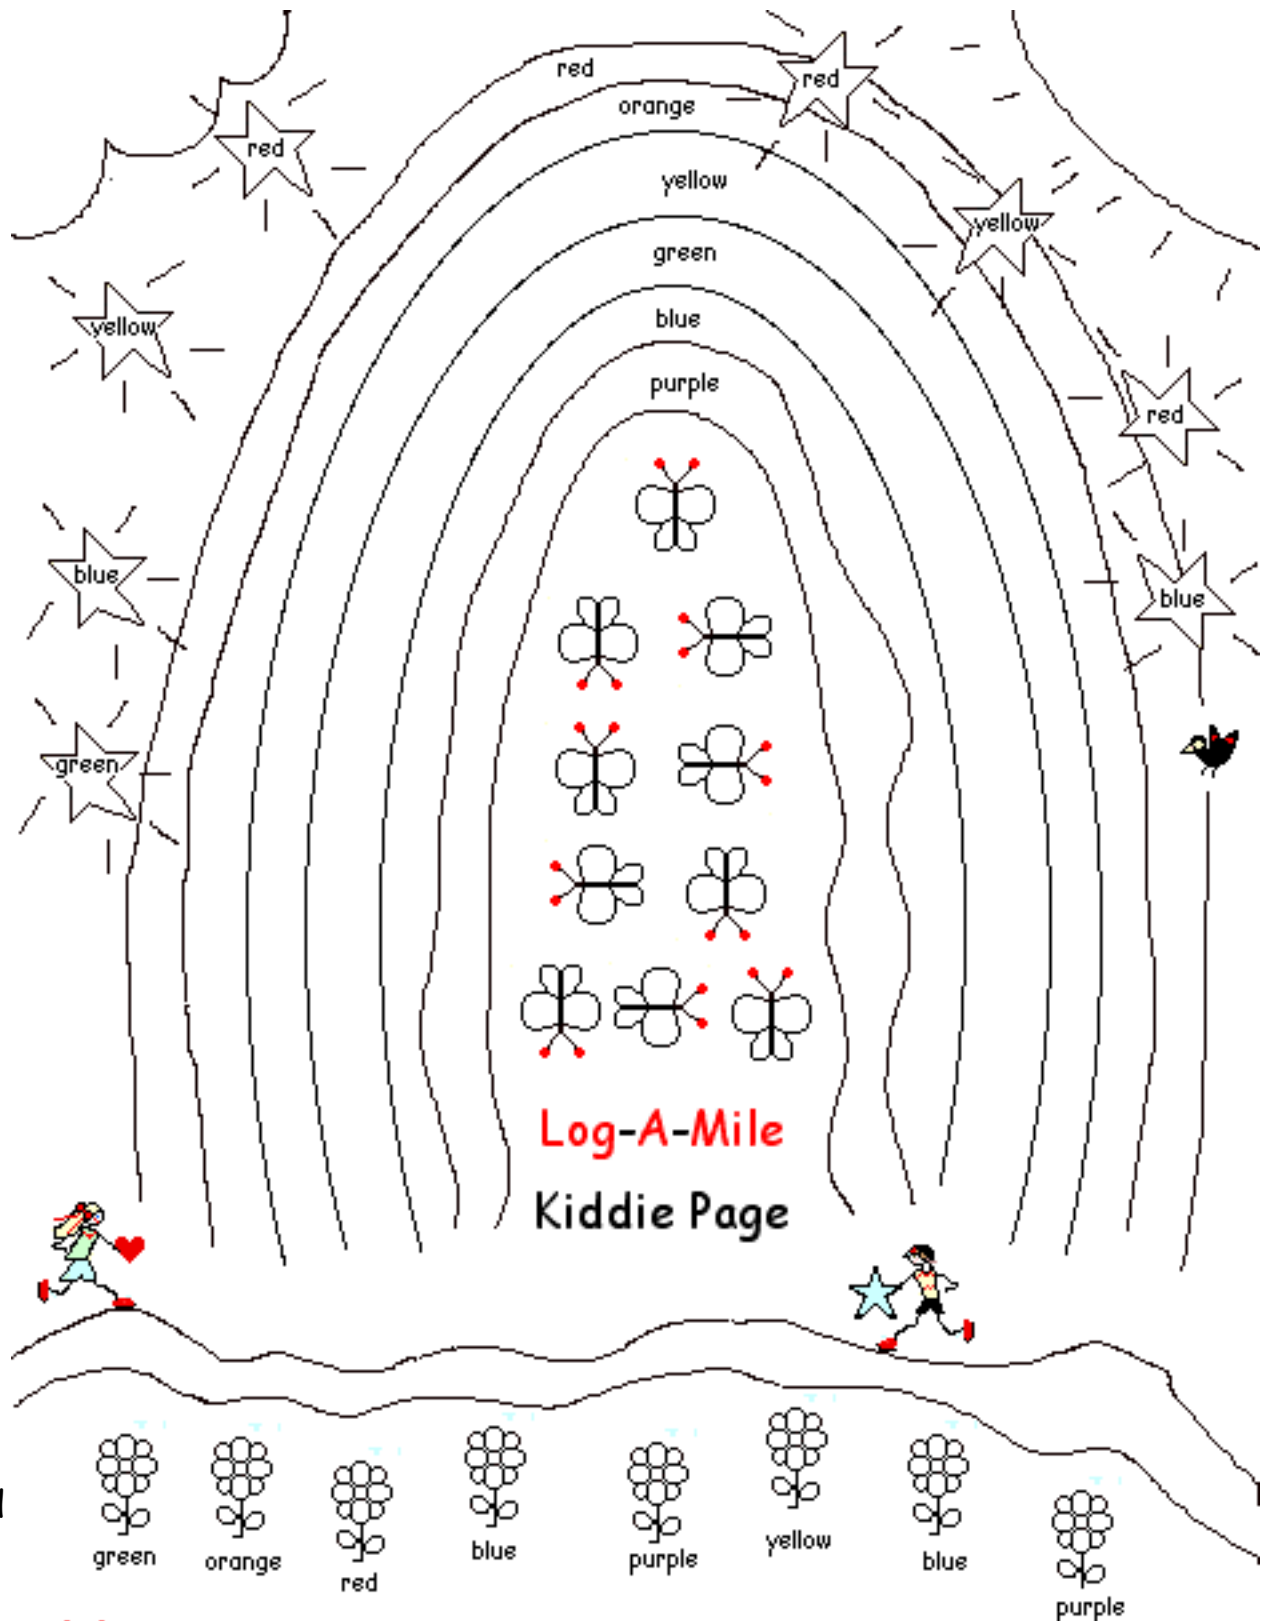 red
red
orange
red
yellow
yellow
green
blue
yellow
purple
red
blue
blue
green
Log-A-Mile
Kiddie Page
green
orange
red
blue
purple
yellow
blue
purple